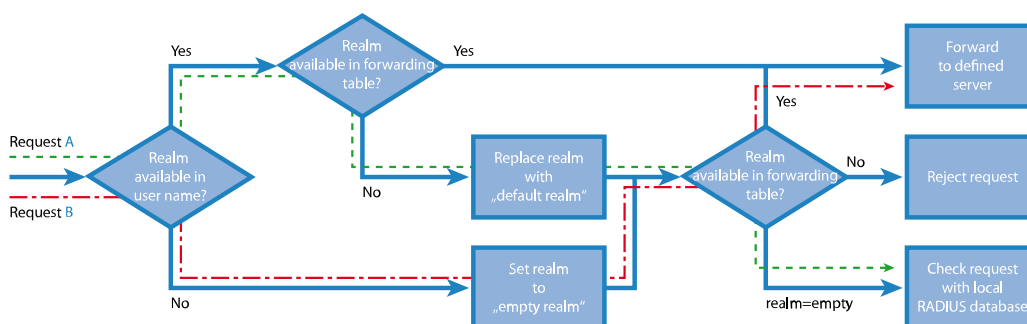 Yes
Realm
available in forwarding
table?
Yes
Forward
to defined
server
Request A
Realm
available in
user name?
Request B
No
Replace realm
with
„default realm“
Yes
Realm
available in forwarding
table?
No
Reject request
No
Set realm
to
„empty realm“
realm=empty
Check request
with local
RADIUS database